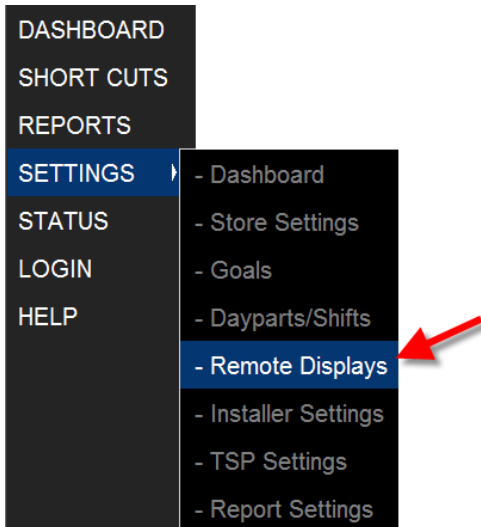 DASHBOARD
SHORT CUTS
REPORTS
SETTINGS
STATUS
LOGIN
HELP
- Dashboard
- Store Settings
- Goals
- Dayparts/Shifts
- Remote Displays
- Installer Settings
- TSP Settings
- Report Settings